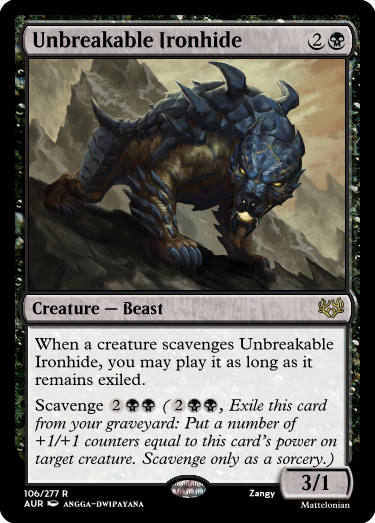 Unbreakable Ironhide 2
Creature — Beast
When a creature scavenges Unbreakable
Ironhide, you may play it as long as it
remains exiled.
Scavenge 2 ( 2 , Exile this card
from your graveyard: Put a number of
+1/+1 counters equal to this card's power on
target creature. Scavenge only as a sorcery.)
3/1
106/277 R Zangy
AUR ANGGA-DWIPAYANA Mattelonian